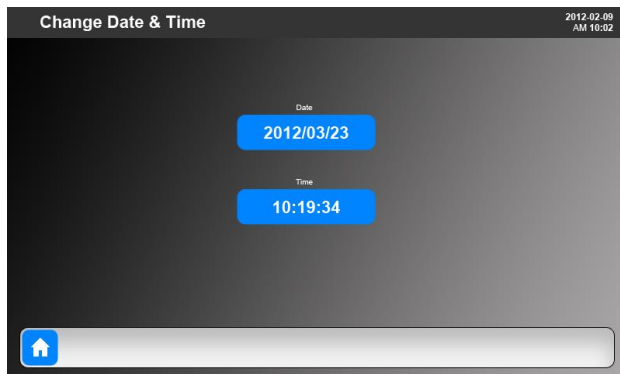 Change Date & Time
2012-02-09
AM 10:02
Date
2012/03/23
Time
10:19:34